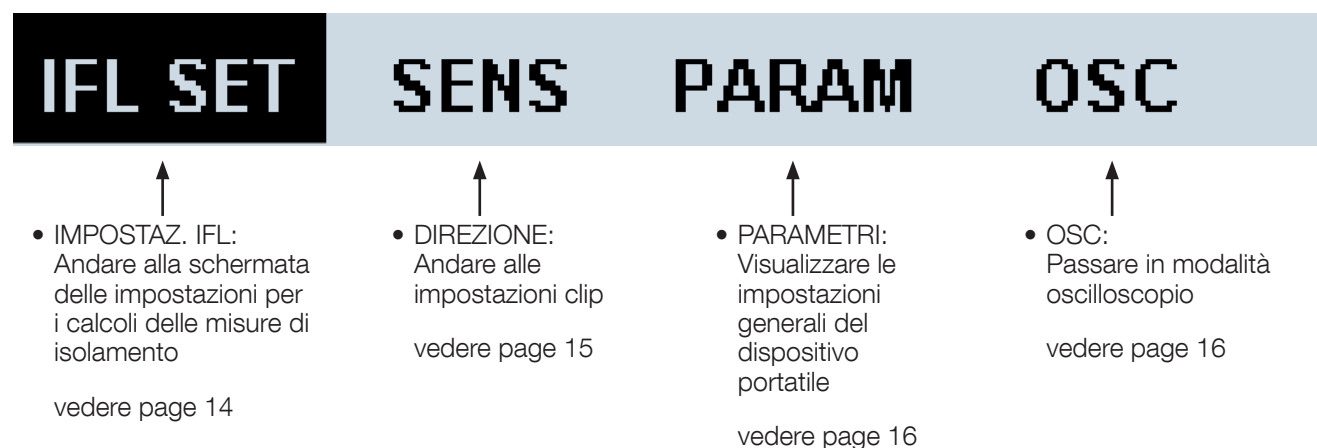 IFL SET SENS PARAM OSC
• IMPOSTAZ. IFL:
Andare alla schermata
delle impostazioni per
i calcoli delle misure di
isolamento
vedere page 14
• DIREZIONE:
Andare alle
impostazioni clip
vedere page 15
• PARAMETRI:
Visualizzare le
impostazioni
generali del
dispositivo
portatile
vedere page 16
• OSC:
Passare in modalità
oscilloscopio
vedere page 16